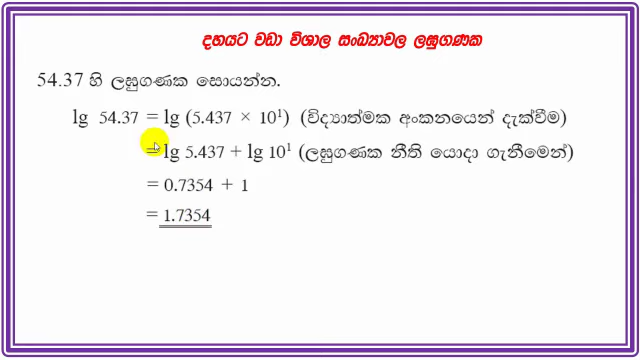 දහයට වඩා විශාල සංඛ්‍යාවල ලඝුගණක
54.37 හි ලඝුගණක සොයන්න.
lg 54.37 = lg (5.437 × 10¹) (විද්‍යාත්මක අංකනයෙන් දැක්වීම)
= lg 5.437 + lg 10¹ (ලඝුගණක නීති යොදා ගැනීමෙන්)
= 0.7354 + 1
= 1.7354